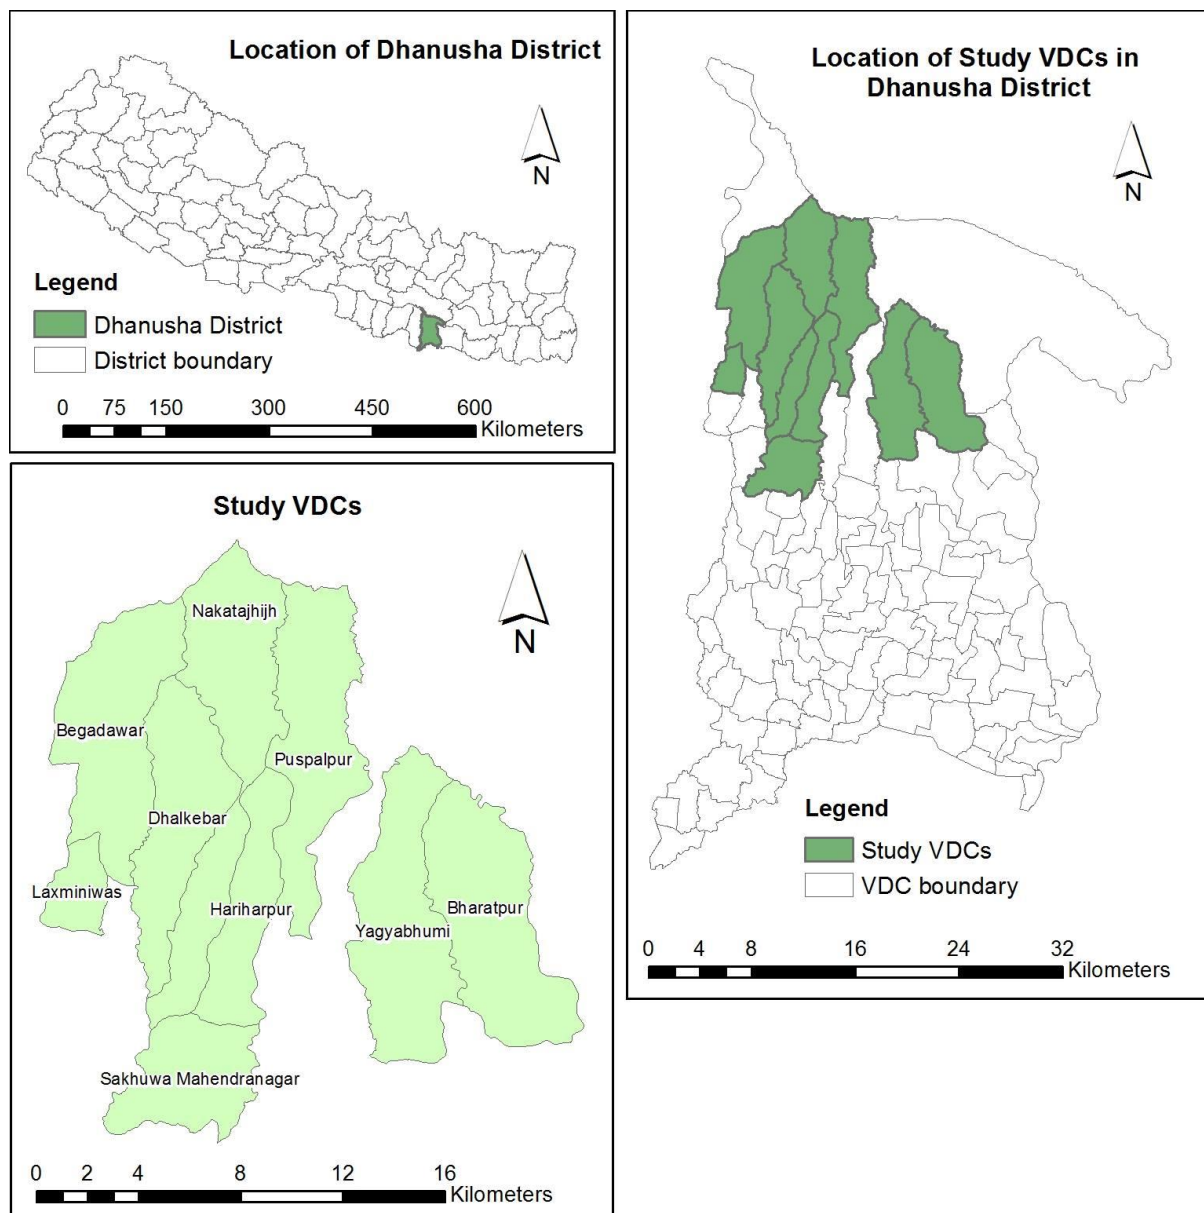 Location of Dhanusha District
N
Legend
Dhanusha District
District boundary
0 75 150 300 450 600
Kilometers
Study VDCs
N
Nakatajhijh
Begadawar
Puspalpur
Dhalkebar
Laxminiwas
Hariharpur
Bharatpur
Yagyabhumi
Sakhuwa Mahendranagar
0 2 4 8 12 16
Kilometers
Location of Study VDCs in
Dhanusha District
N
Legend
Study VDCs
VDC boundary
0 4 8 16 24 32
Kilometers